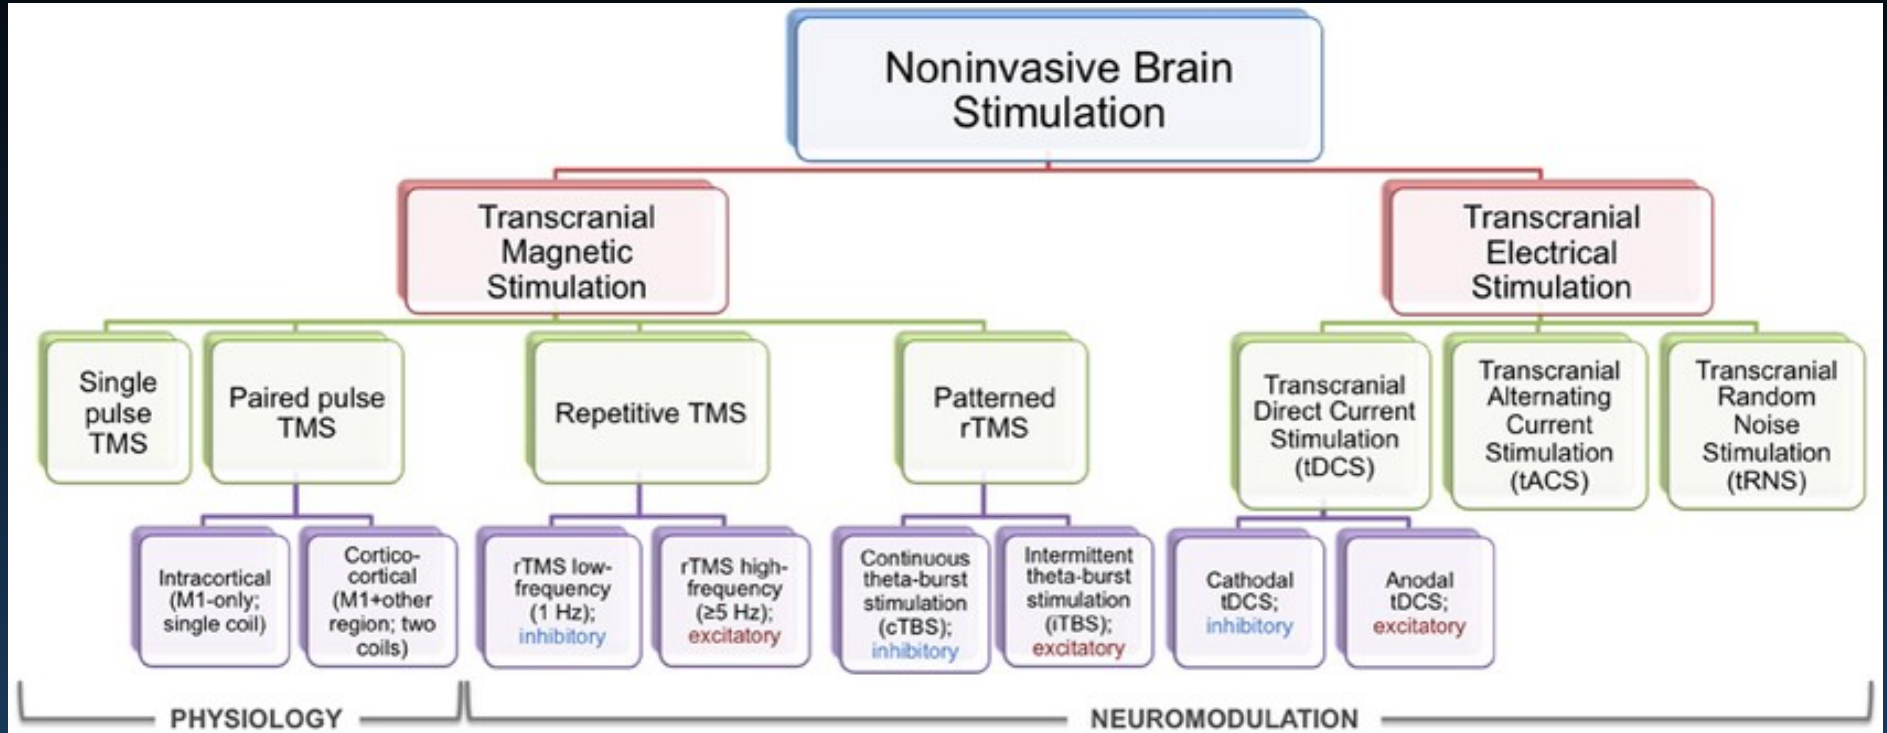 Noninvasive Brain
Stimulation
Transcranial
Magnetic
Stimulation
Transcranial
Electrical
Stimulation
Single
pulse
TMS
Paired pulse
TMS
Repetitive TMS
Patterned
rTMS
Transcranial
Direct Current
Stimulation
(tDCS)
Transcranial
Alternating
Current
Stimulation
(tACS)
Transcranial
Random
Noise
Stimulation
(tRNS)
Intracortical
(M1-only;
single coil)
Cortico-
cortical
(M1+other
region; two
coils)
rTMS low-
frequency
(1 Hz);
inhibitory
rTMS high-
frequency
(≥5 Hz);
excitatory
Continuous
theta-burst
stimulation
(cTBS);
inhibitory
Intermittent
theta-burst
stimulation
(iTBS);
excitatory
Cathodal
tDCS;
inhibitory
Anodal
tDCS;
excitatory
PHYSIOLOGY
NEUROMODULATION